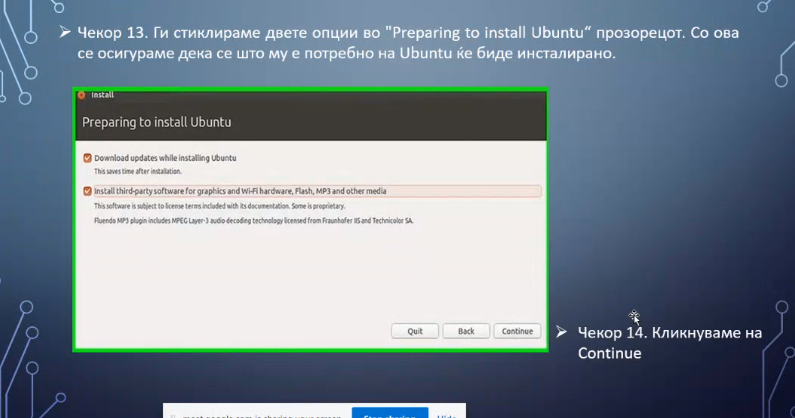 ➢ Чекор 13. Ги стиклираме двете опции во "Preparing to install Ubuntu“ прозорецот. Со ова
се осигураме дека се што му е потребно на Ubuntu ќе биде инсталирано.
Install
Preparing to install Ubuntu
Download updates while installing Ubuntu
This saves time after installation.
Install third-party software for graphics and Wi-Fi hardware, Flash, MP3 and other media
This software is subject to license terms included with its documentation. Some is proprietary.
Fluendo MP3 plugin includes MPEG Layer-3 audio decoding technology licensed from Fraunhofer IIS and Technicolor SA.
Quit Back Continue
➢ Чекор 14. Кликнуваме на
Continue
meet.google.com is sharing your screen. Stop sharing Hide